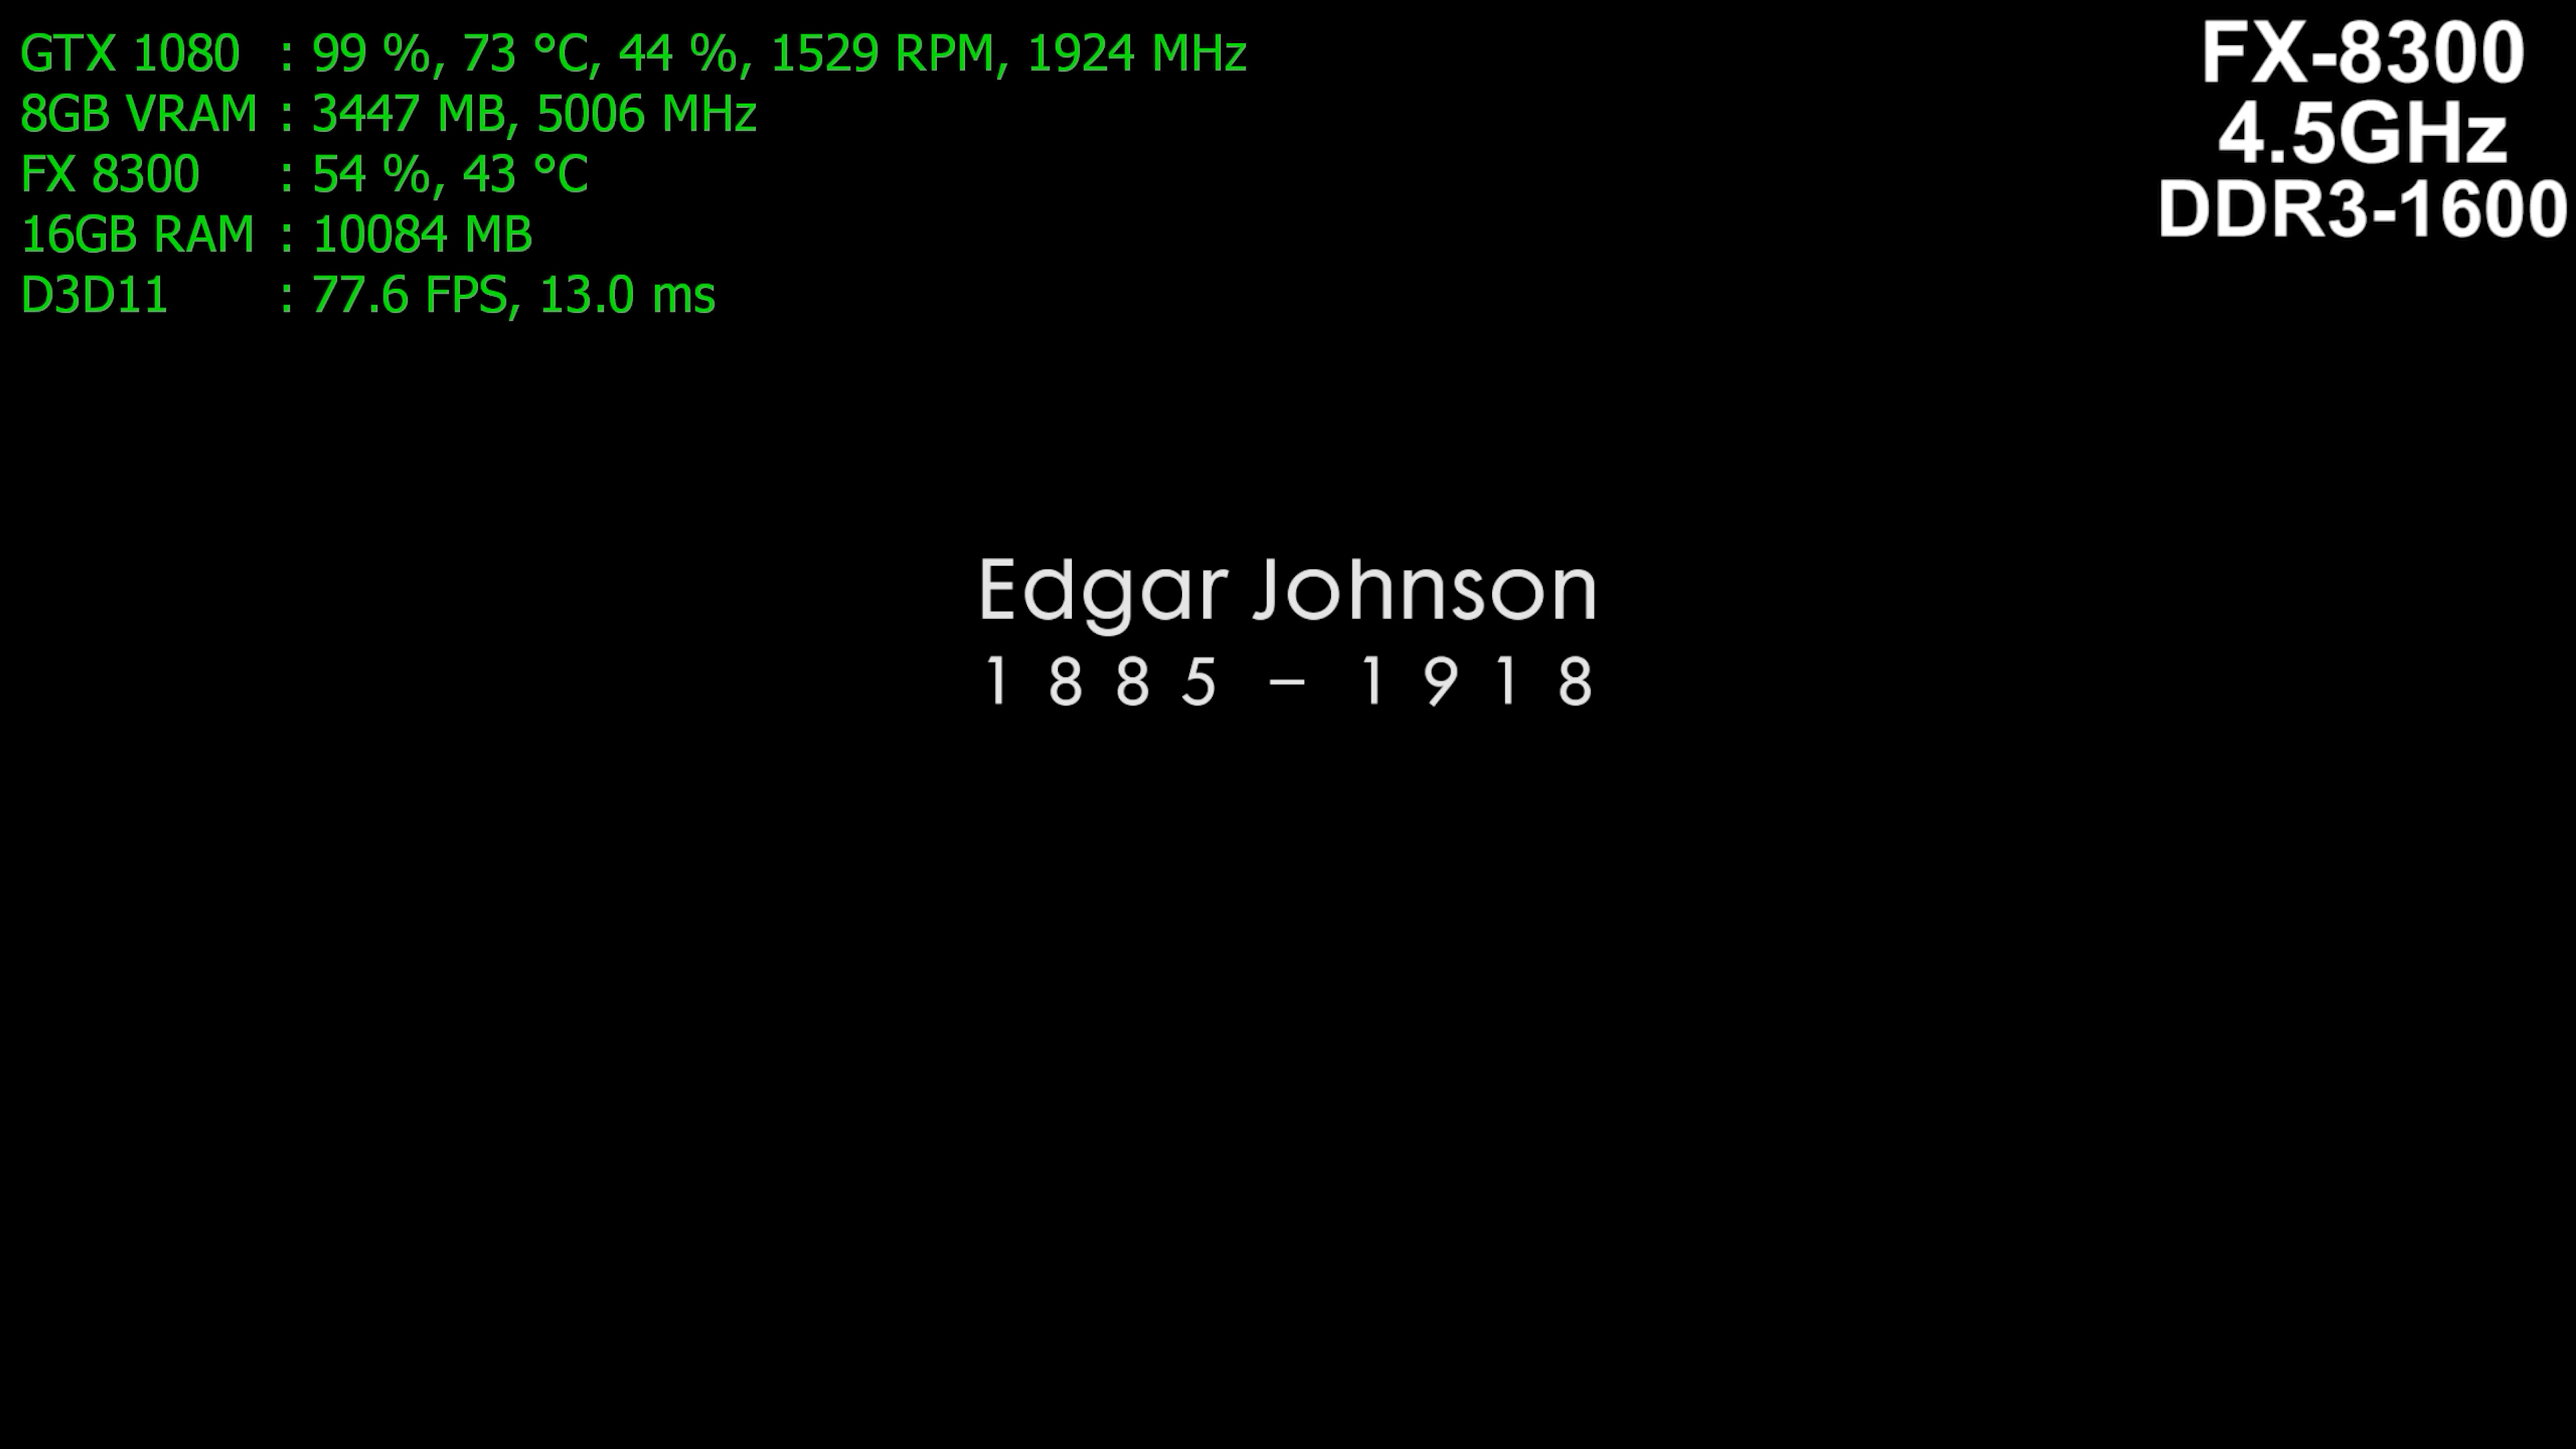 GTX 1080 : 99 %, 73 °C, 44 %, 1529 RPM, 1924 MHz
8GB VRAM : 3447 MB, 5006 MHz
FX 8300 : 54 %, 43 °C
16GB RAM : 10084 MB
D3D11 : 77.6 FPS, 13.0 ms
FX-8300
4.5GHz
DDR3-1600
Edgar Johnson
1885 – 1918